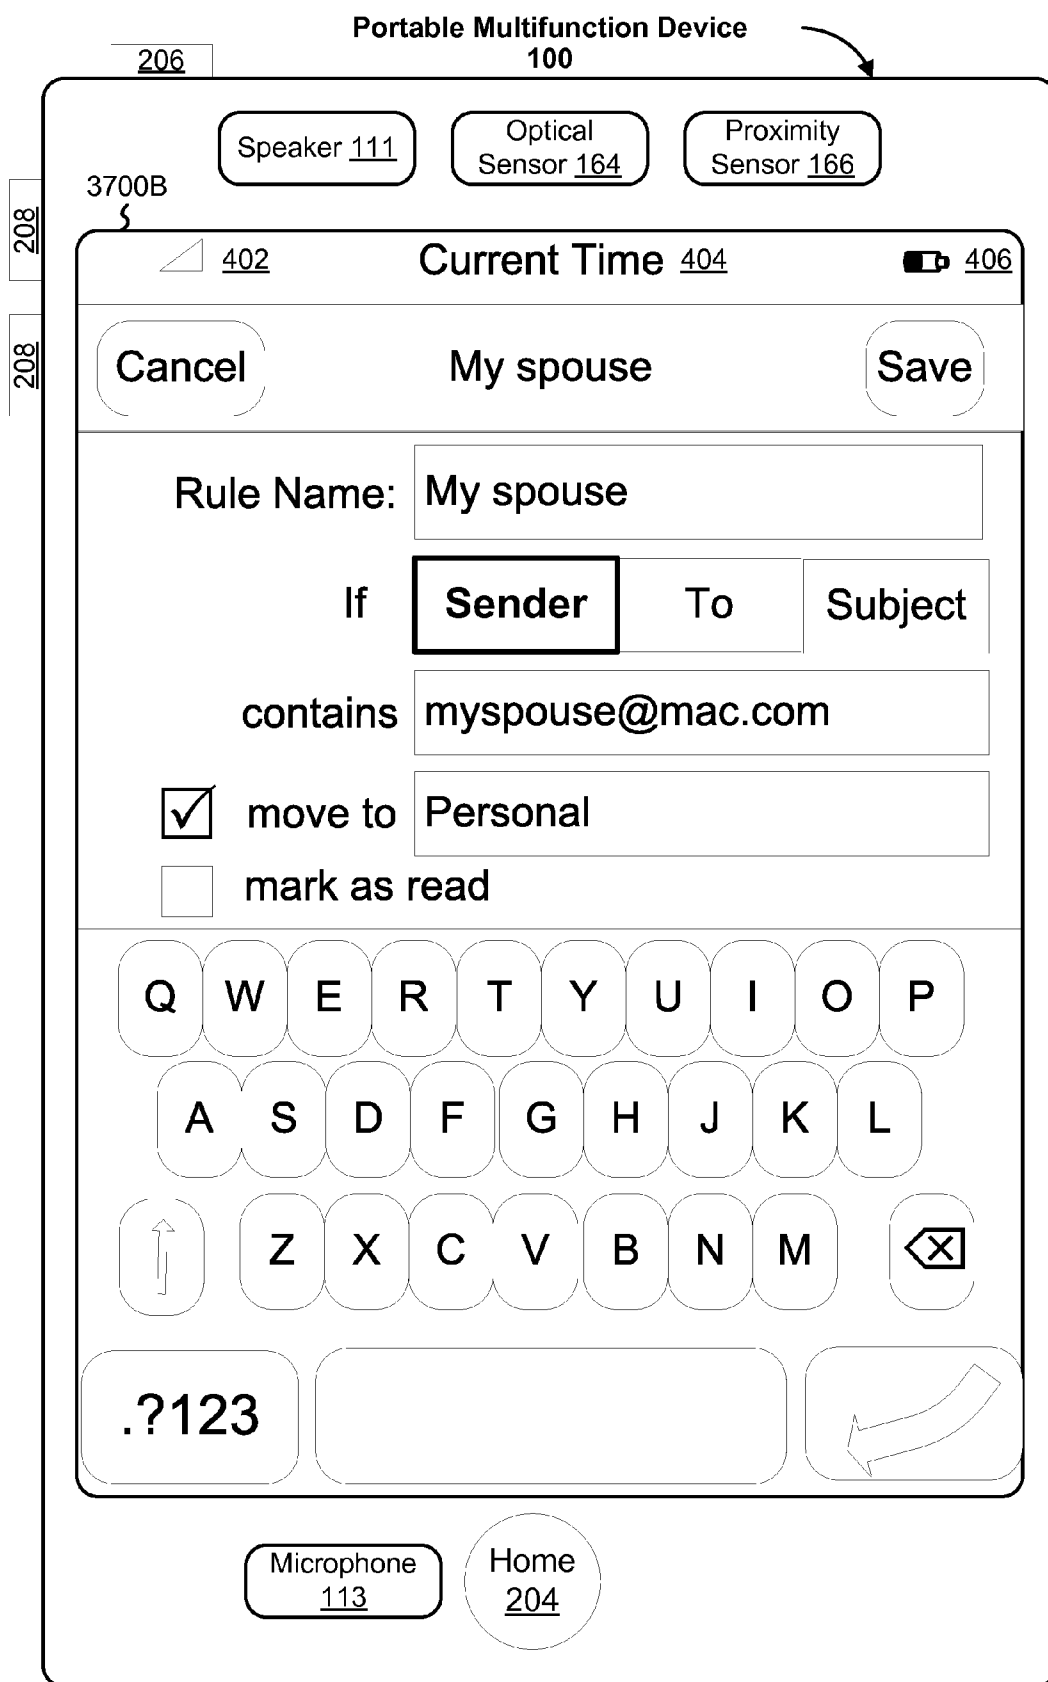 Portable Multifunction Device
100
206
Speaker 111
Optical
Sensor 164
Proximity
Sensor 166
3700B
208
208
402
Current Time 404
406
Cancel
My spouse
Save
Rule Name:
My spouse
If
Sender
To
Subject
contains
myspouse@mac.com
move to
Personal
mark as read
Q W E R T Y U I O P
A S D F G H J K L
Z X C V B N M
.?123
Microphone
113
Home
204